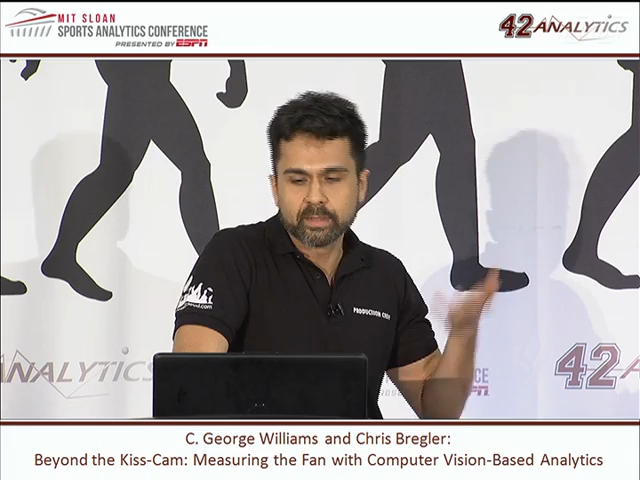 MIT SLOAN
SPORTS ANALYTICS CONFERENCE
PRESENTED BY ESPN
42 ANALYTICS
PRODUCTION CREW
ANALYTICS
42
C. George Williams and Chris Bregler:
Beyond the Kiss-Cam: Measuring the Fan with Computer Vision-Based Analytics